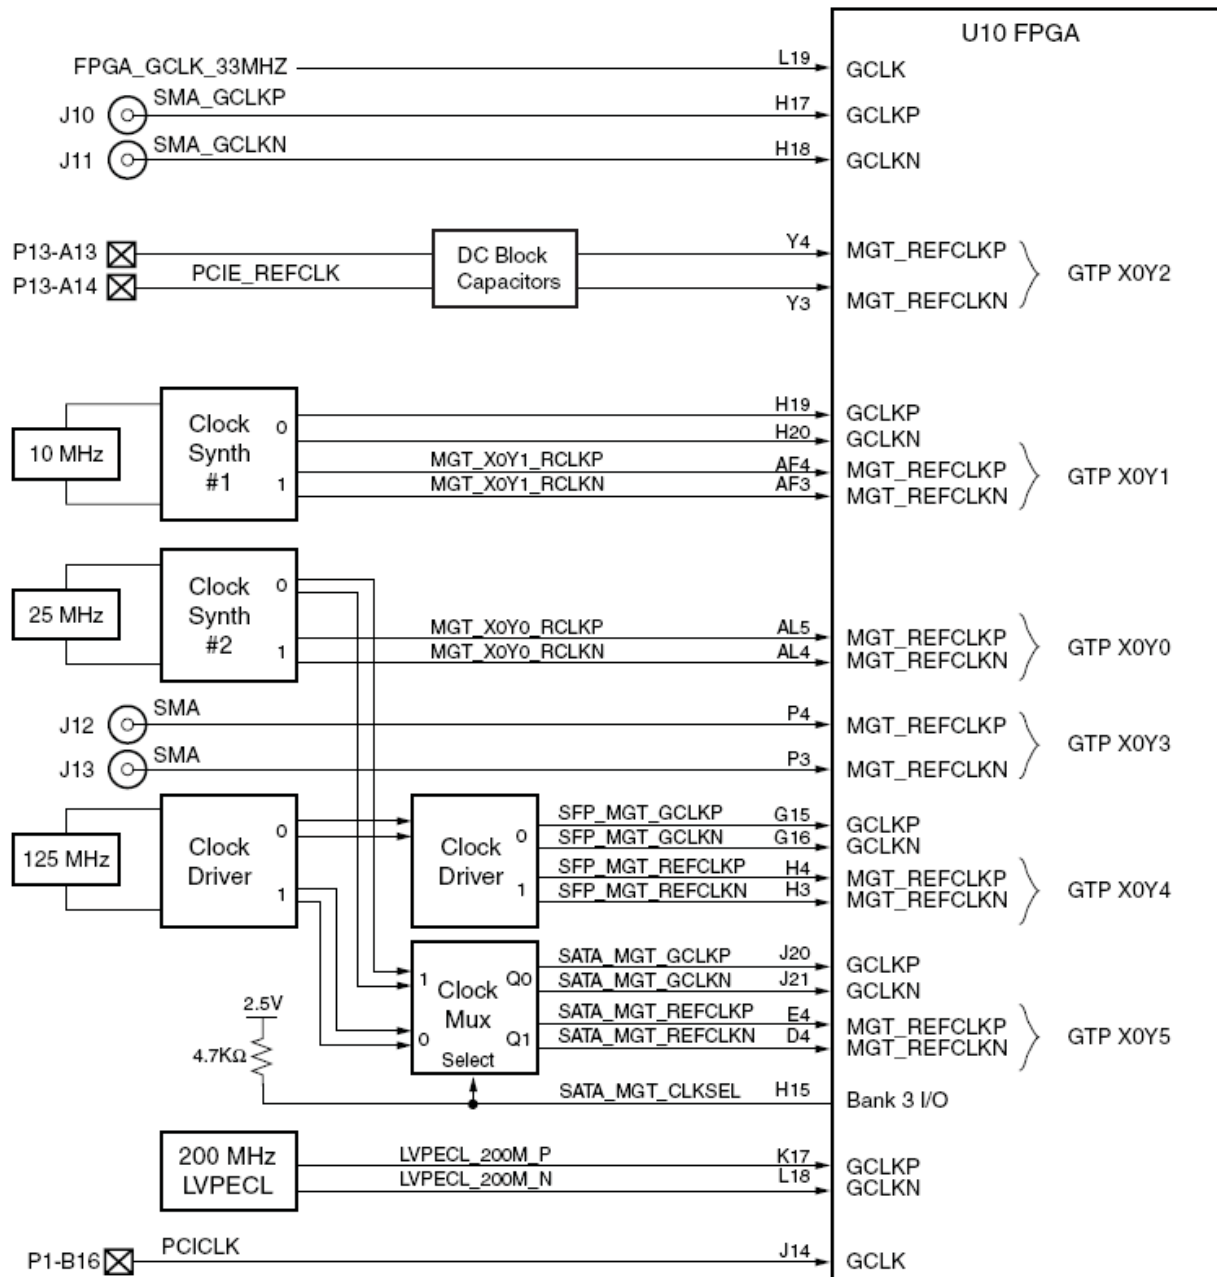 U10 FPGA
FPGA_GCLK_33MHZ L19 GCLK
J10 SMA_GCLKP H17 GCLKP
J11 SMA_GCLKN H18 GCLKN
P13-A13 Y4 MGT_REFCLKP
P13-A14 PCIE_REFCLK Y3 MGT_REFCLKN
DC Block
Capacitors
GTP X0Y2
10 MHz
Clock
Synth
#1
0
1
H19 GCLKP
H20 GCLKN
MGT_X0Y1_RCLKP AF4 MGT_REFCLKP
MGT_X0Y1_RCLKN AF3 MGT_REFCLKN
GTP X0Y1
25 MHz
Clock
Synth
#2
0
1
MGT_X0Y0_RCLKP AL5 MGT_REFCLKP
MGT_X0Y0_RCLKN AL4 MGT_REFCLKN
GTP X0Y0
J12 SMA P4 MGT_REFCLKP
J13 SMA P3 MGT_REFCLKN
GTP X0Y3
125 MHz
Clock
Driver
0
1
Clock
Driver
0
1
SFP_MGT_GCLKP G15 GCLKP
SFP_MGT_GCLKN G16 GCLKN
SFP_MGT_REFCLKP H4 MGT_REFCLKP
SFP_MGT_REFCLKN H3 MGT_REFCLKN
GTP X0Y4
1 Q0
Clock
Mux
0 Q1
Select
SATA_MGT_GCLKP J20 GCLKP
SATA_MGT_GCLKN J21 GCLKN
SATA_MGT_REFCLKP E4 MGT_REFCLKP
SATA_MGT_REFCLKN D4 MGT_REFCLKN
GTP X0Y5
2.5V
4.7KΩ
SATA_MGT_CLKSEL H15 Bank 3 I/O
200 MHz
LVPECL
LVPECL_200M_P K17 GCLKP
LVPECL_200M_N L18 GCLKN
P1-B16 PCICLK J14 GCLK